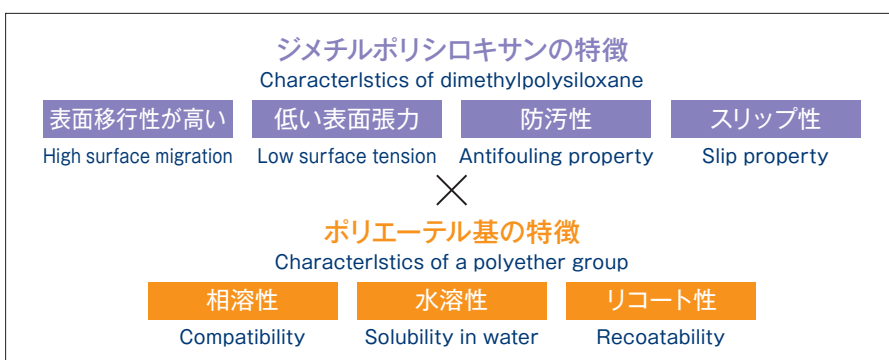 ジメチルポリシロキサンの特徴
CharacterIstics of dimethylpolysiloxane
表面移行性が高い 低い表面張力 防汚性 スリップ性
High surface migration Low surface tension Antifouling property Slip property
×
ポリエーテル基の特徴
CharacterIstics of a polyether group
相溶性 水溶性 リコート性
Compatibility Solubility in water Recoatability